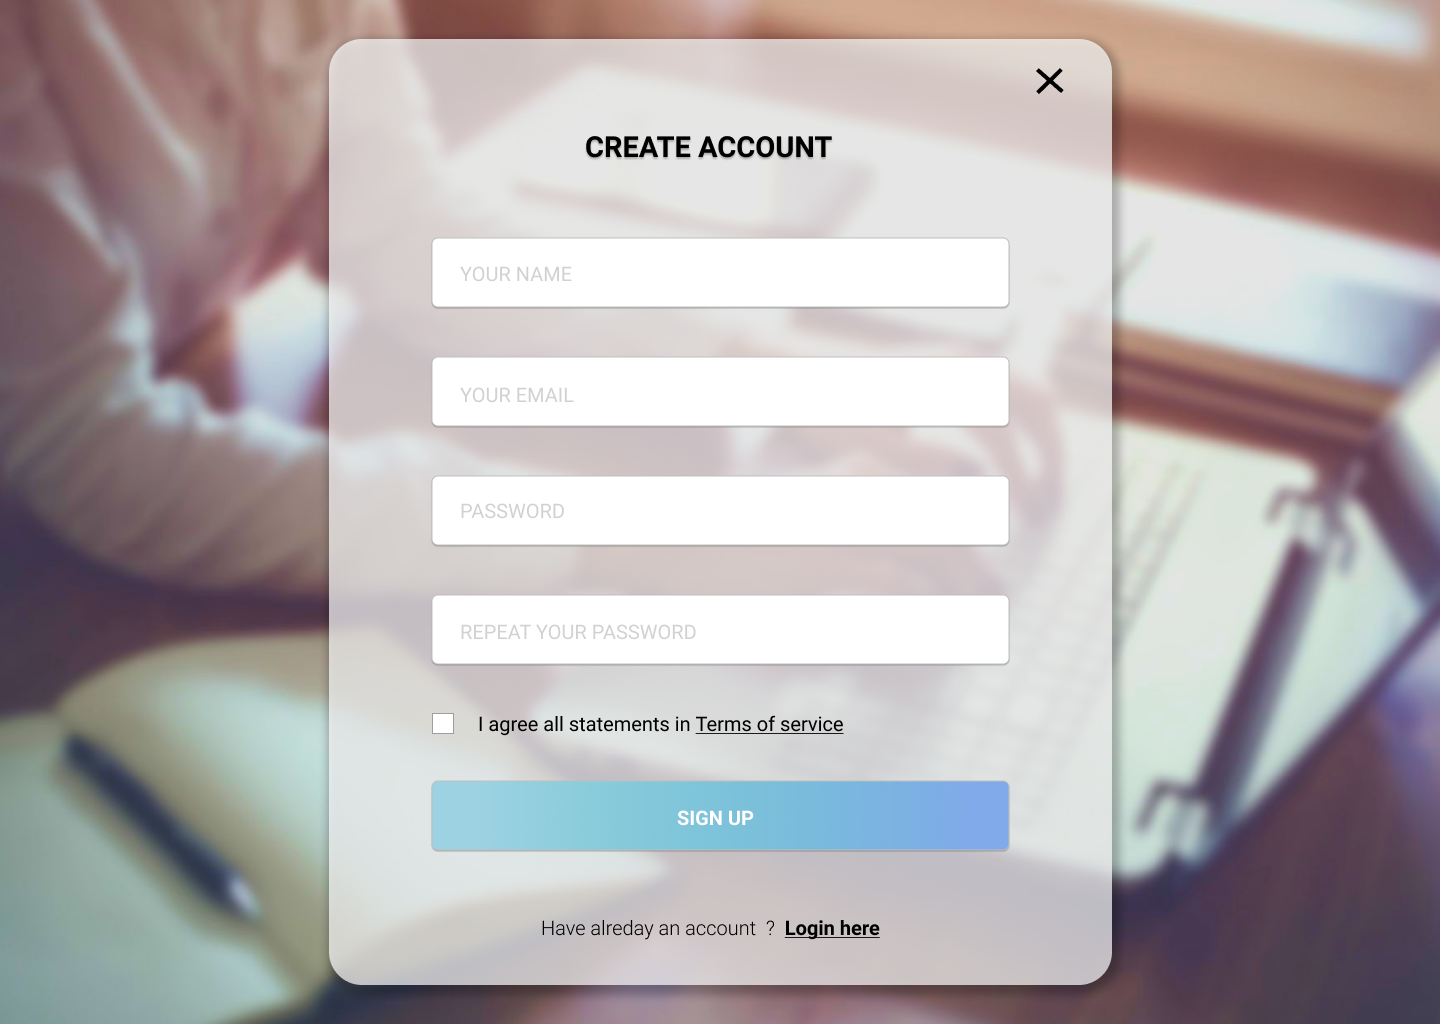 CREATE ACCOUNT
YOUR NAME
YOUR EMAIL
PASSWORD
REPEAT YOUR PASSWORD
I agree all statements in Terms of service
SIGN UP
Have alreday an account ? Login here